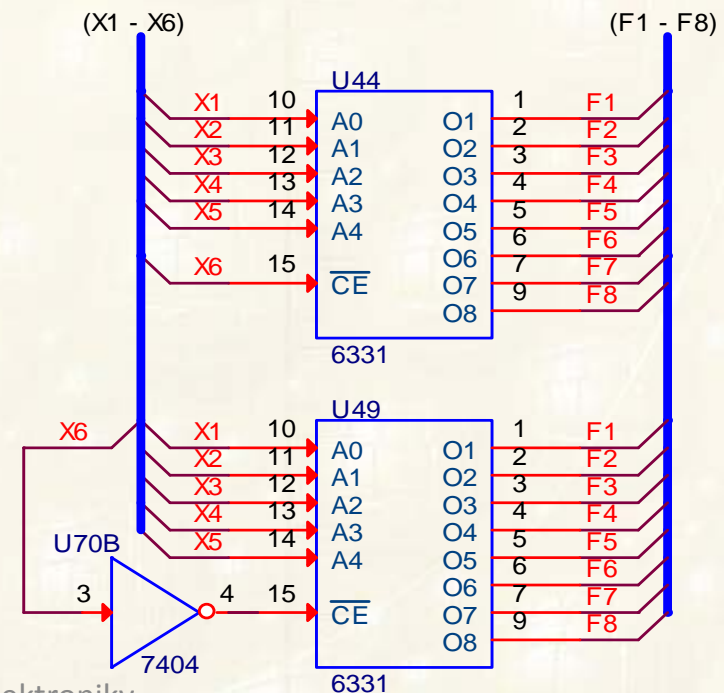 (X1 - X6) (F1 - F8)
U44
X1 10 A0 O1 1 F1
X2 11 A1 O2 2 F2
X3 12 A2 O3 3 F3
X4 13 A3 O4 4 F4
X5 14 A4 O5 5 F5
O6 6 F6
X6 15 CE O7 7 F7
O8 9 F8
6331
U49
X6 X1 10 A0 O1 1 F1
X2 11 A1 O2 2 F2
X3 12 A2 O3 3 F3
X4 13 A3 O4 4 F4
X5 14 A4 O5 5 F5
U70B
O6 6 F6
3 4 15 CE O7 7 F7
O8 9 F8
7404
6331